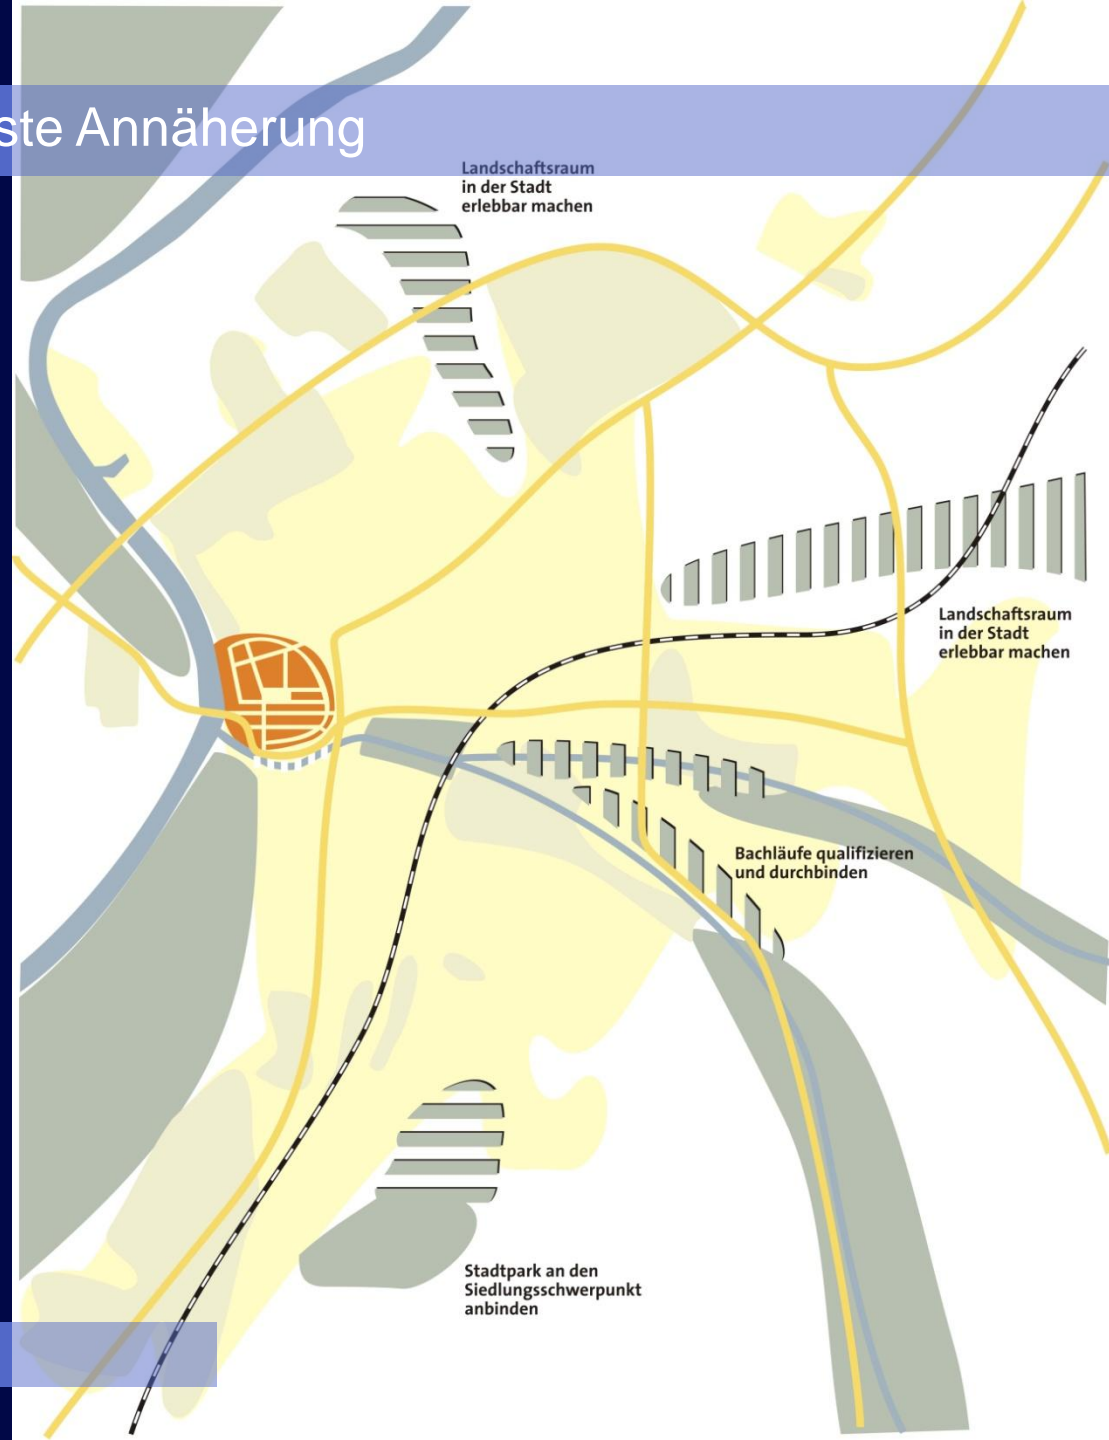 ste Annäherung
Landschaftsraum
in der Stadt
erlebbar machen
Landschaftsraum
in der Stadt
erlebbar machen
Bachläufe qualifizieren
und durchbinden
Stadtpark an den
Siedlungsschwerpunkt
anbinden